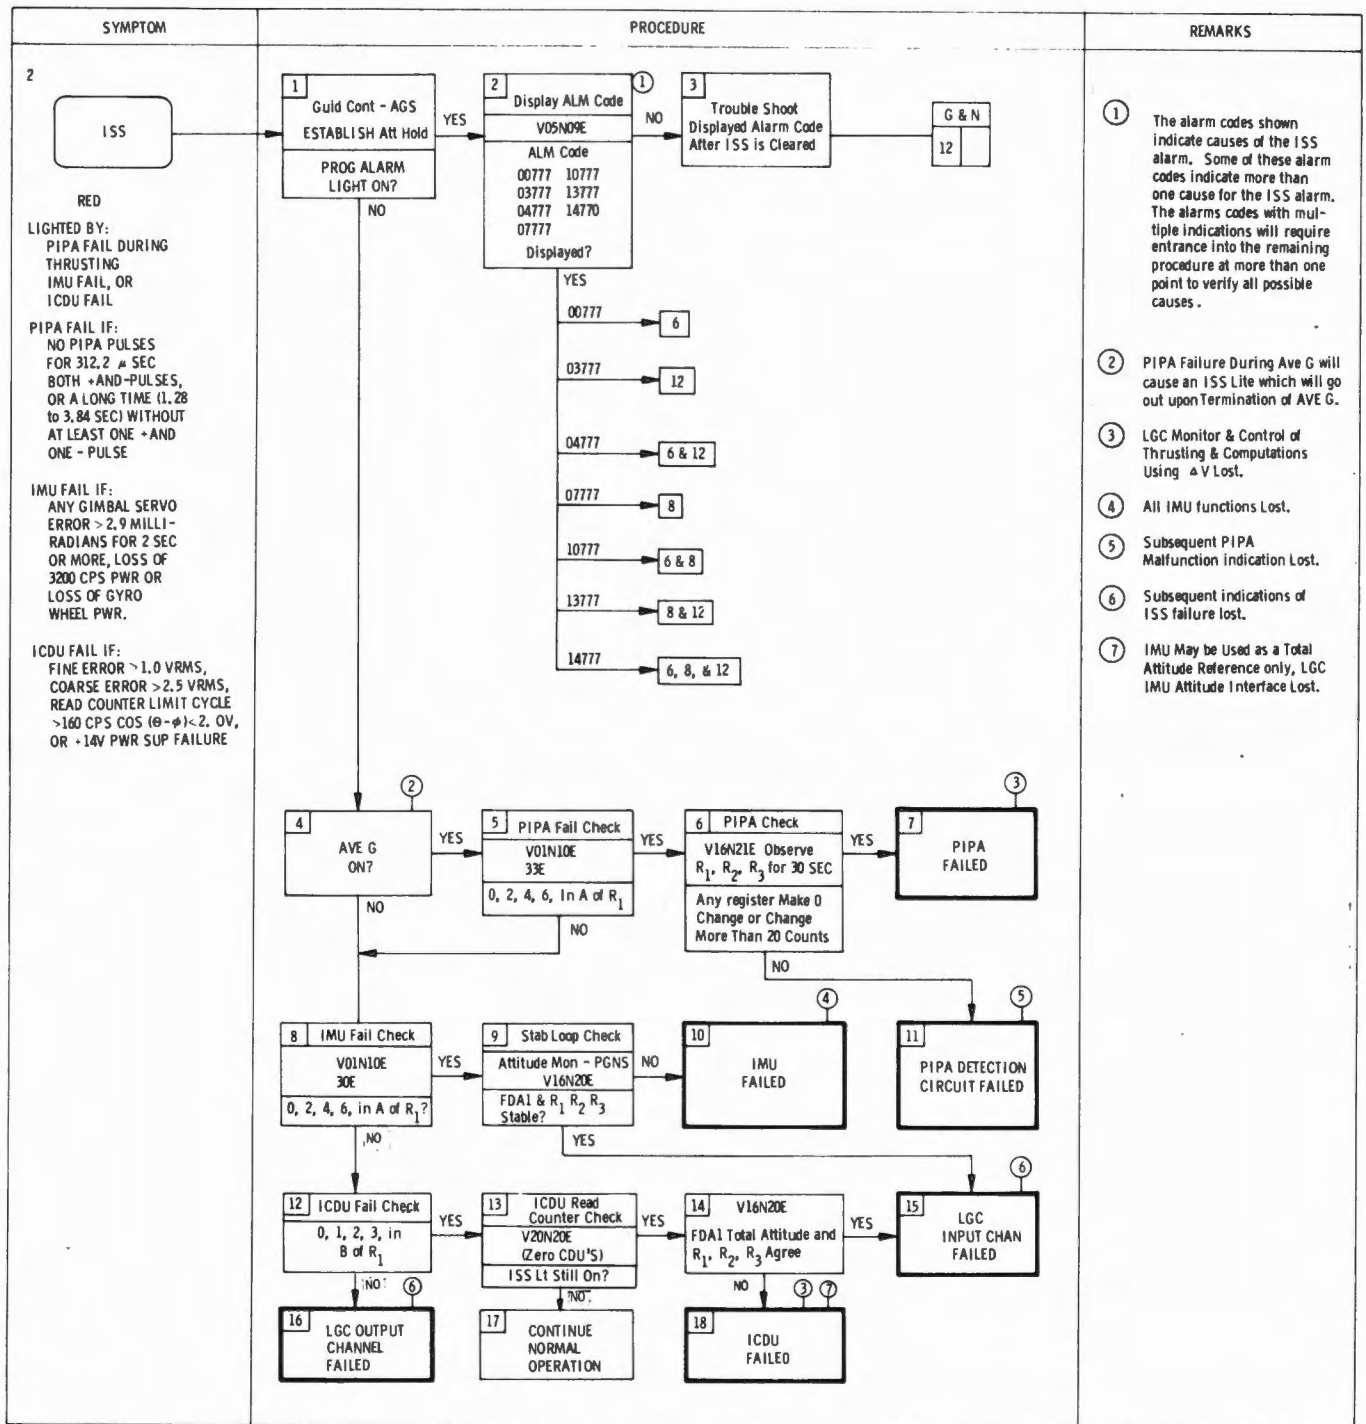 SYMPTOM
PROCEDURE
REMARKS
2
ISS
RED
LIGHTED BY:
PIPA FAIL DURING
THRUSTING
IMU FAIL, OR
ICDU FAIL
PIPA FAIL IF:
NO PIPA PULSES
FOR 312.2 μ SEC
BOTH +AND-PULSES,
OR A LONG TIME (1.28
to 3.84 SEC) WITHOUT
AT LEAST ONE +AND
ONE - PULSE
IMU FAIL IF:
ANY GIMBAL SERVO
ERROR > 2.9 MILLI-
RADIANS FOR 2 SEC
OR MORE, LOSS OF
3200 CPS PWR OR
LOSS OF GYRO
WHEEL PWR.
ICDU FAIL IF:
FINE ERROR >1.0 VRMS,
COARSE ERROR >2.5 VRMS,
READ COUNTER LIMIT CYCLE
>160 CPS COS (θ-φ)<2. OV,
OR +14V PWR SUP FAILURE
1
Guid Cont - AGS
ESTABLISH Att Hold
PROG ALARM
LIGHT ON?
YES
NO
2
1
Display ALM Code
V05N09E
ALM Code
00777 10777
03777 13777
04777 14770
07777
Displayed?
NO
YES
3
Trouble Shoot
Displayed Alarm Code
After ISS is Cleared
G & N
12
00777
6
03777
12
04777
6 & 12
07777
8
10777
6 & 8
13777
8 & 12
14777
6, 8, & 12
4
2
AVE G
ON?
YES
NO
5
PIPA Fail Check
V01N10E
33E
0, 2, 4, 6, In A of R1
YES
NO
6
PIPA Check
V16N21E Observe
R1, R2, R3 for 30 SEC
Any register Make 0
Change or Change
More Than 20 Counts
YES
NO
7
3
PIPA
FAILED
8
IMU Fail Check
V01N10E
30E
0, 2, 4, 6, in A of R1?
YES
NO
9
Stab Loop Check
Attitude Mon - PGNS
V16N20E
FDA1 & R1 R2 R3
Stable?
NO
YES
10
4
IMU
FAILED
11
5
PIPA DETECTION
CIRCUIT FAILED
12
ICDU Fail Check
0, 1, 2, 3, in
B of R1
YES
NO
13
ICDU Read
Counter Check
V20N20E
(Zero CDU'S)
ISS Lt Still On?
YES
NO
14
V16N20E
FDA1 Total Attitude and
R1, R2, R3 Agree
YES
NO
15
6
LGC
INPUT CHAN
FAILED
16
6
LGC OUTPUT
CHANNEL
FAILED
17
CONTINUE
NORMAL
OPERATION
18
3
7
ICDU
FAILED
1
The alarm codes shown
indicate causes of the ISS
alarm. Some of these alarm
codes indicate more than
one cause for the ISS alarm.
The alarms codes with mul-
tiple indications will require
entrance into the remaining
procedure at more than one
point to verify all possible
causes.
2
PIPA Failure During Ave G will
cause an ISS Lite which will go
out upon Termination of AVE G.
3
LGC Monitor & Control of
Thrusting & Computations
Using ΔV Lost.
4
All IMU functions Lost.
5
Subsequent PIPA
Malfunction indication Lost.
6
Subsequent indications of
ISS failure lost.
7
IMU May be Used as a Total
Attitude Reference only, LGC
IMU Attitude Interface Lost.